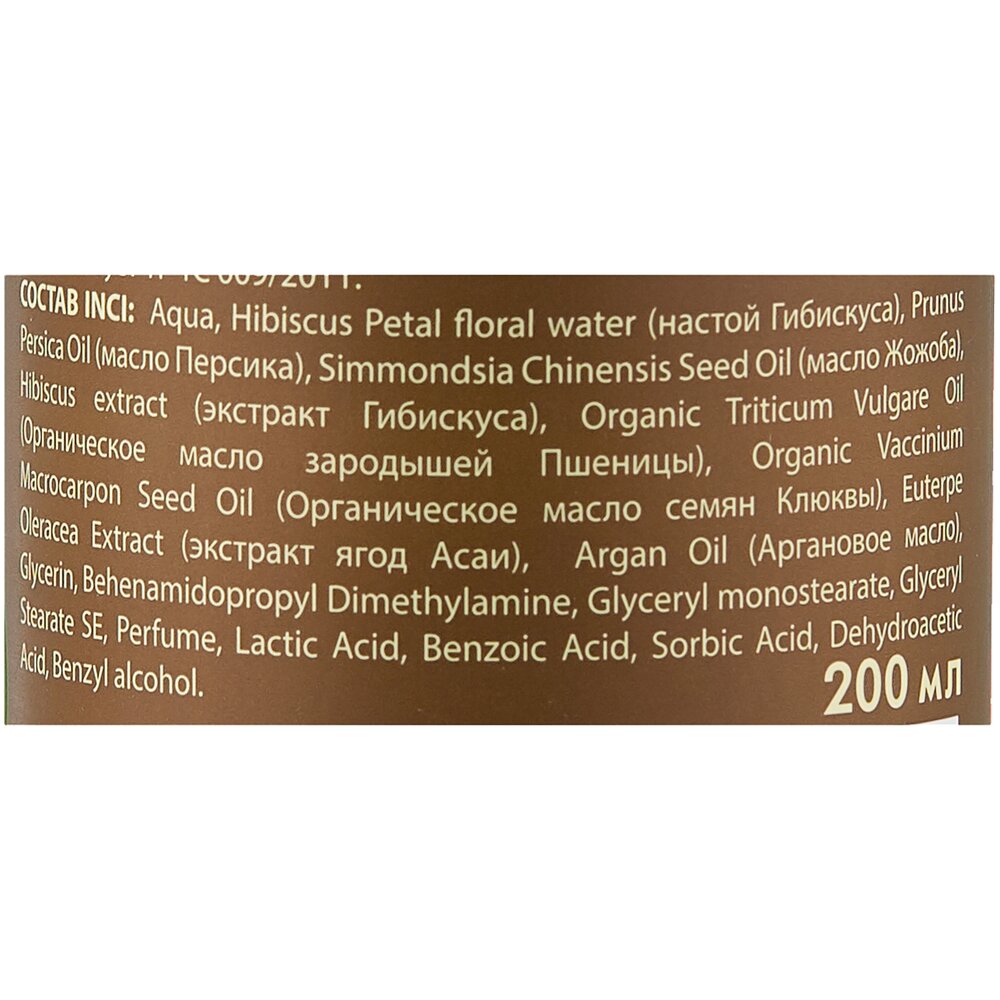 ТС 009/2011.
СОСТАВ INCI: Aqua, Hibiscus Petal floral water (настой Гибискуса), Prunus
Persica Oil (масло Персика), Simmondsia Chinensis Seed Oil (масло Жожоба),
Hibiscus extract (экстракт Гибискуса), Organic Triticum Vulgare Oil
(Органическое масло зародышей Пшеницы), Organic Vaccinium
Macrocarpon Seed Oil (Органическое масло семян Клюквы), Euterpe
Oleracea Extract (экстракт ягод Асаи), Argan Oil (Аргановое масло),
Glycerin, Behenamidopropyl Dimethylamine, Glyceryl monostearate, Glyceryl
Stearate SE, Perfume, Lactic Acid, Benzoic Acid, Sorbic Acid, Dehydroacetic
Acid, Benzyl alcohol.
200 мл